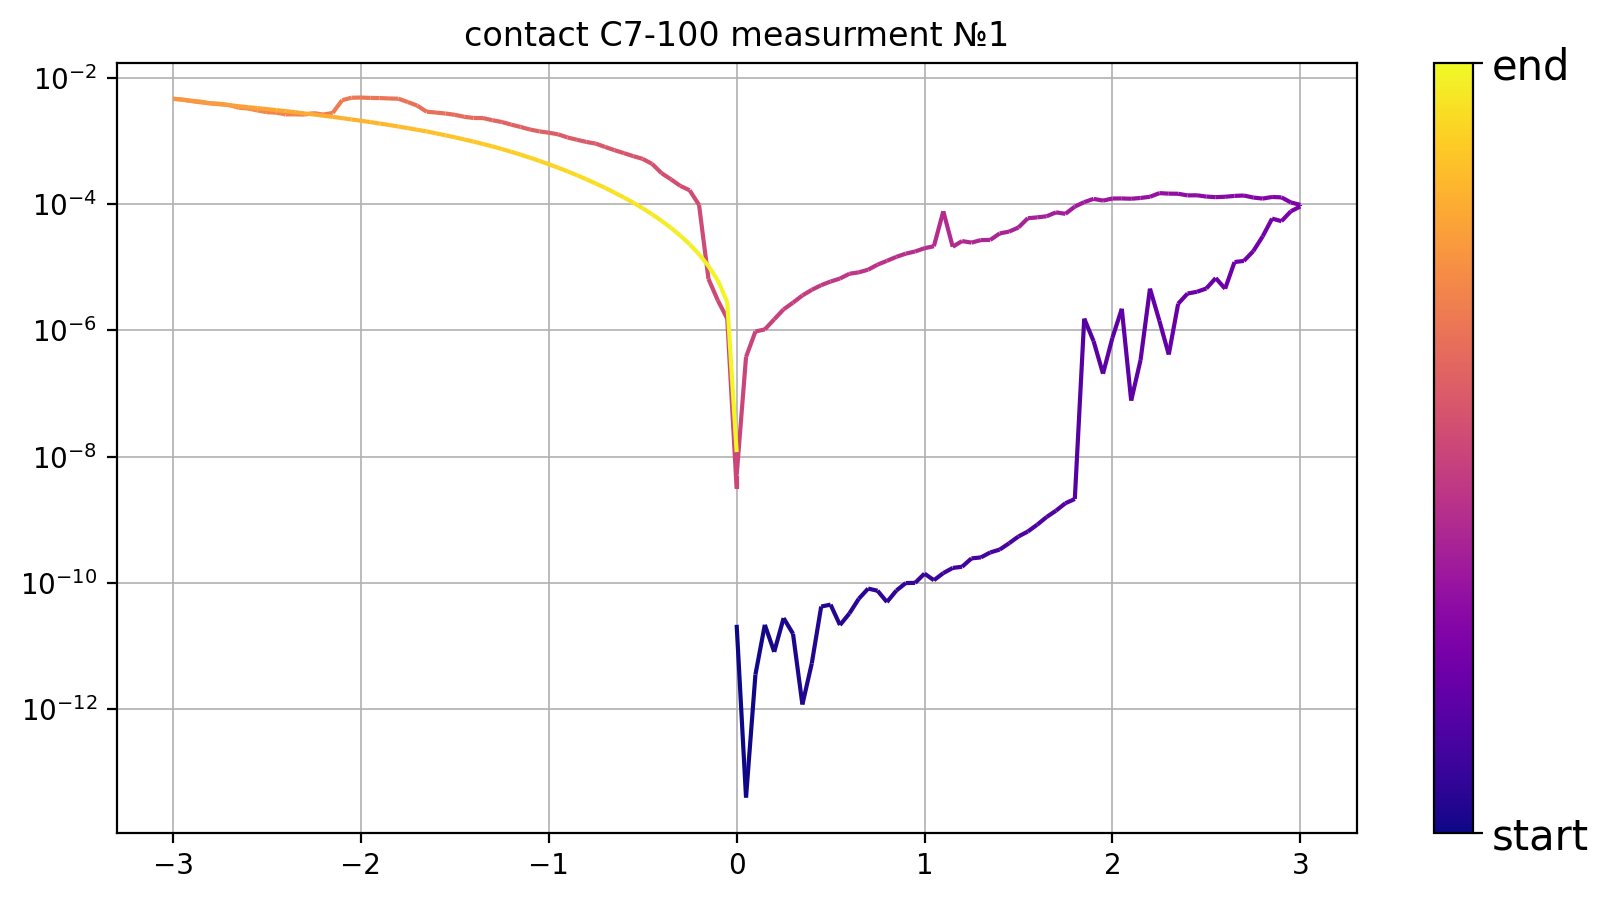 contact C7-100 measurment №1
10⁻²
10⁻⁴
10⁻⁶
10⁻⁸
10⁻¹⁰
10⁻¹²
−3 −2 −1 0 1 2 3
end
start